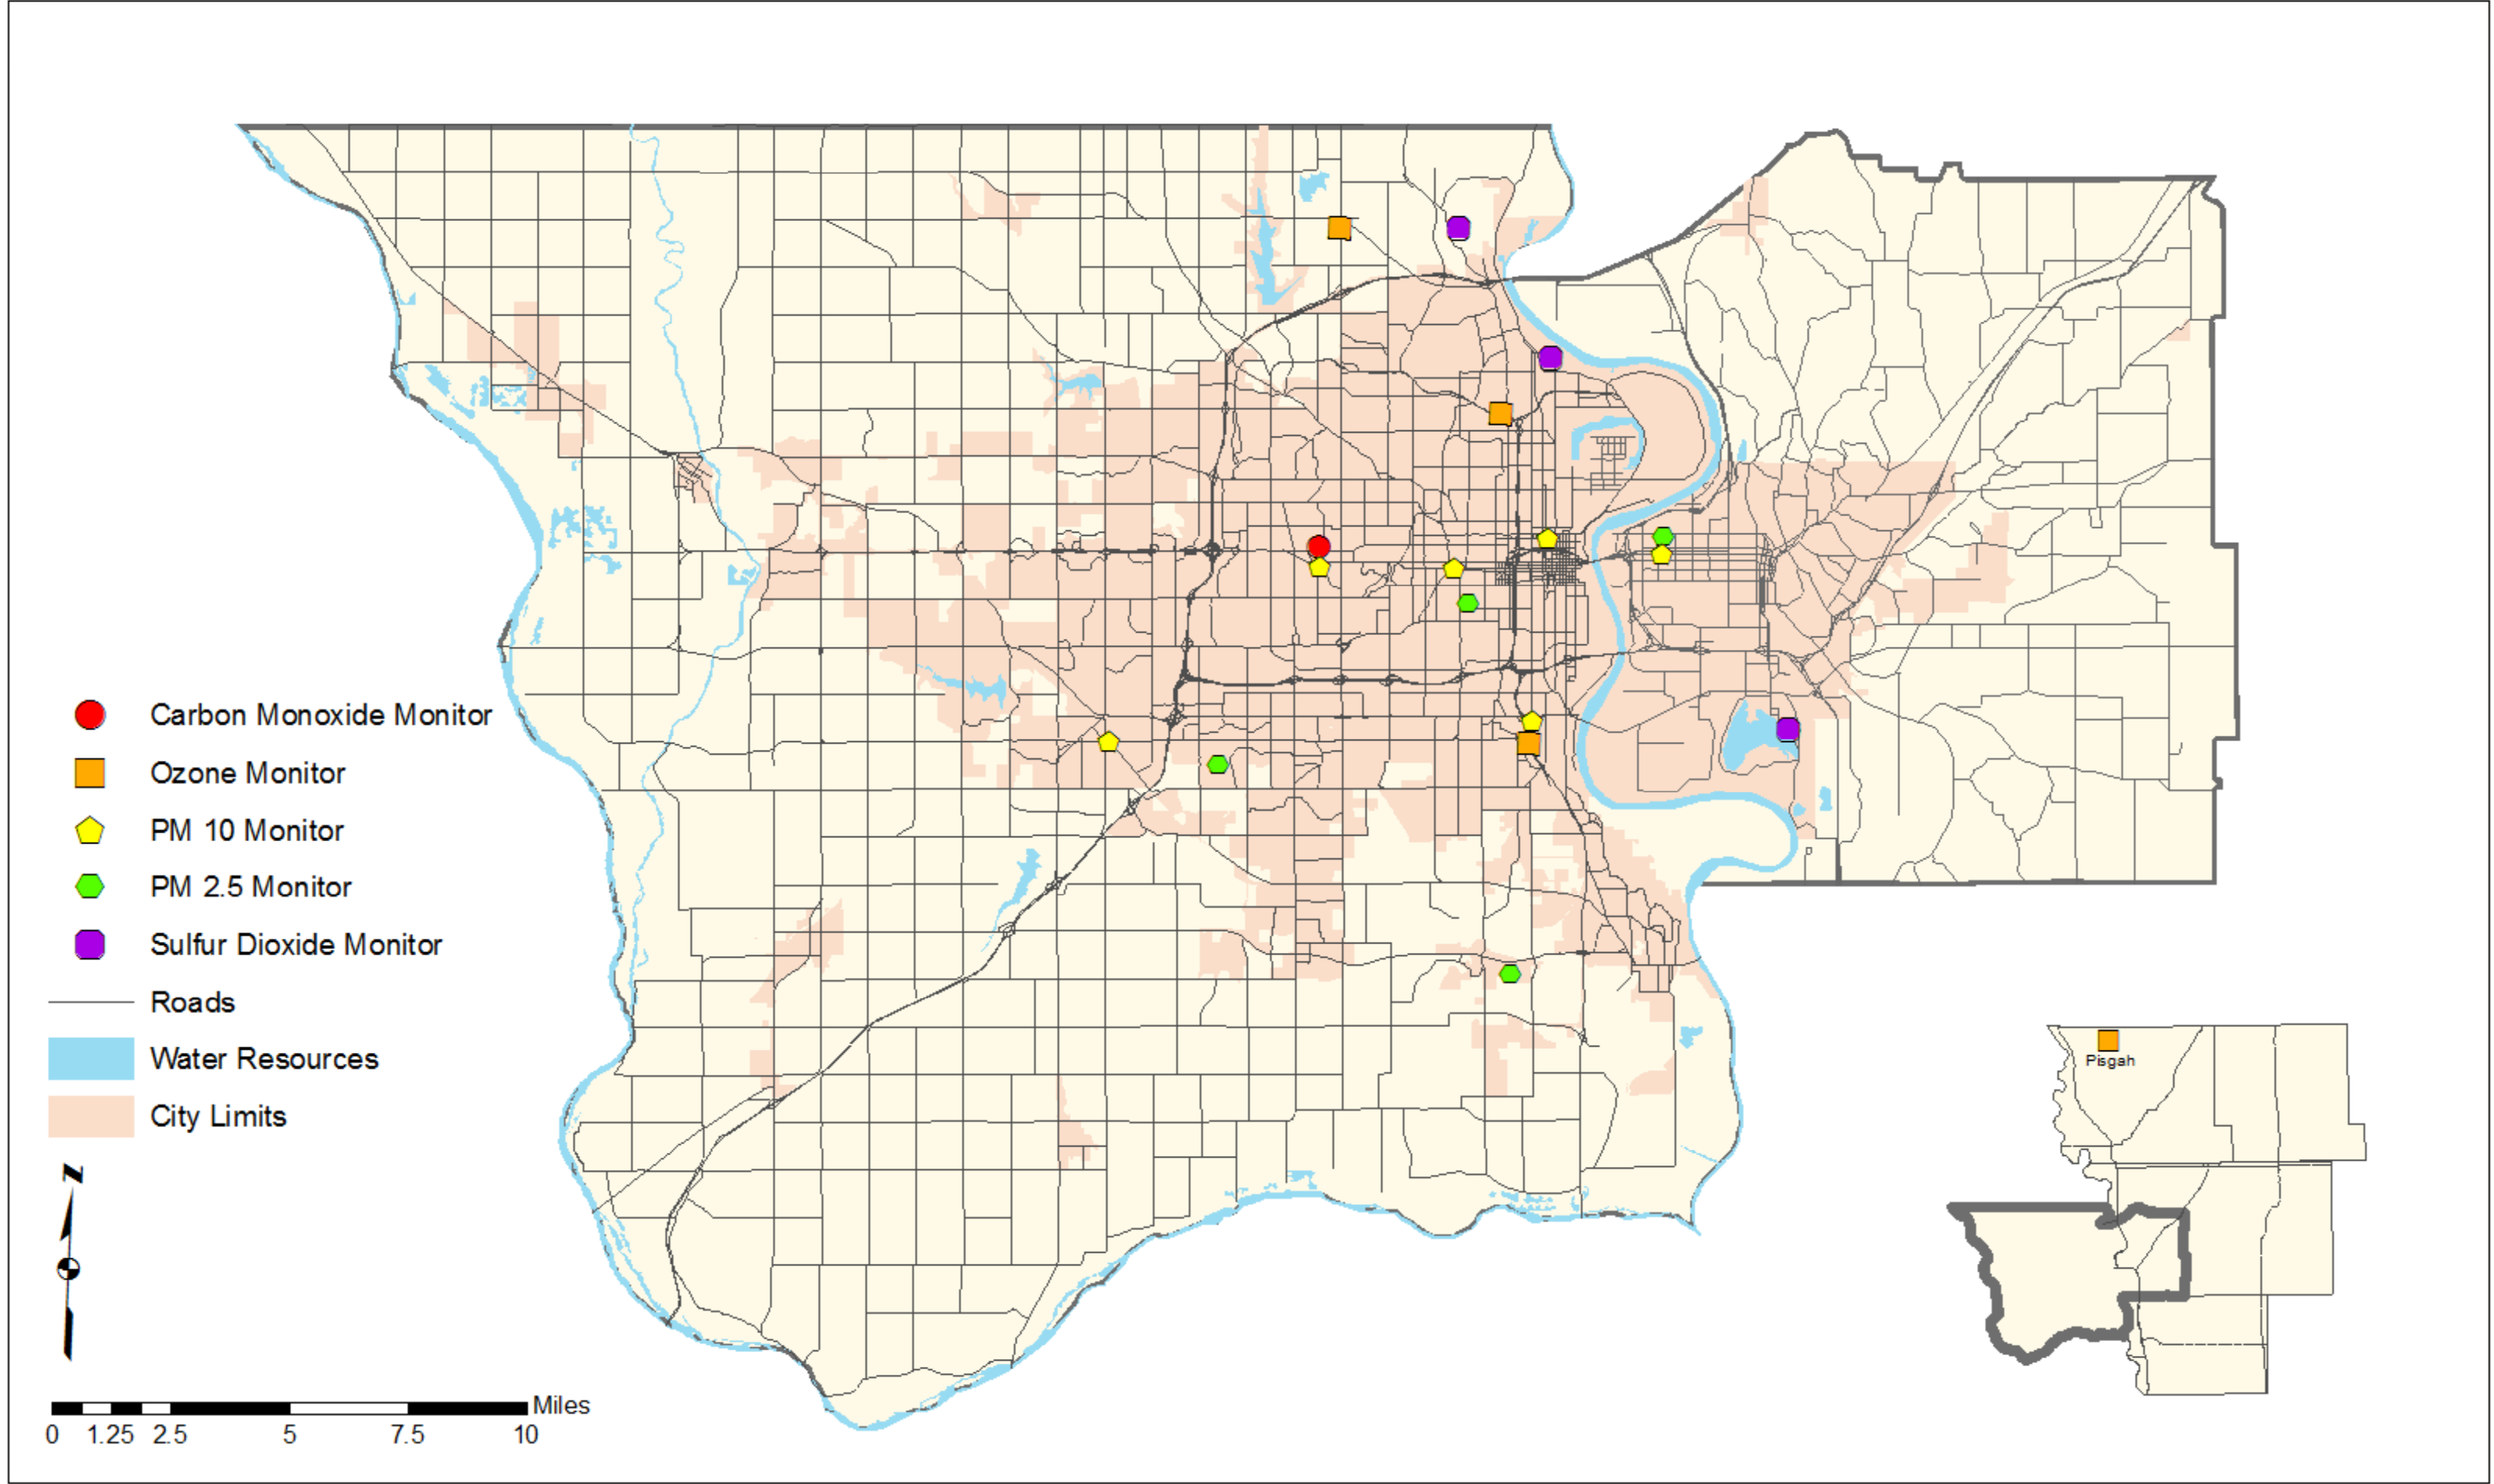 Carbon Monoxide Monitor
Ozone Monitor
PM 10 Monitor
PM 2.5 Monitor
Sulfur Dioxide Monitor
Roads
Water Resources
City Limits
N
Miles
0 1.25 2.5 5 7.5 10
Pisgah